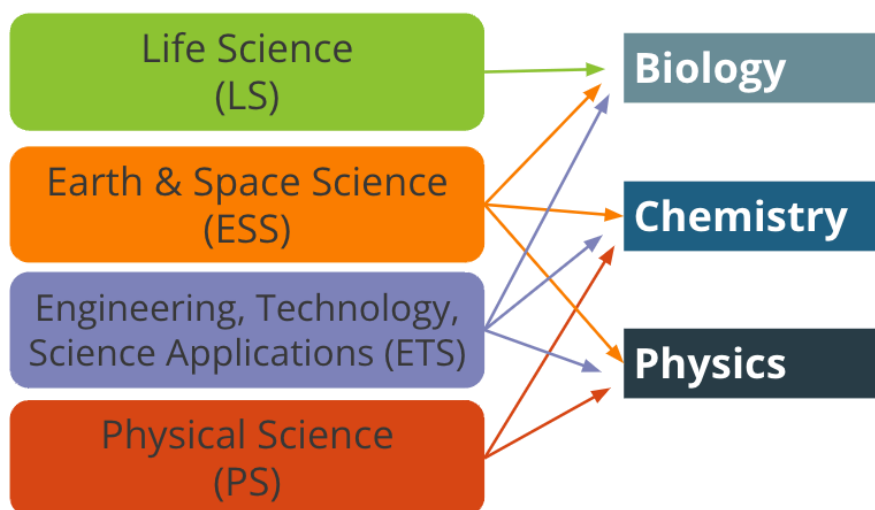 Life Science
(LS)
Earth & Space Science
(ESS)
Engineering, Technology,
Science Applications (ETS)
Physical Science
(PS)
Biology
Chemistry
Physics